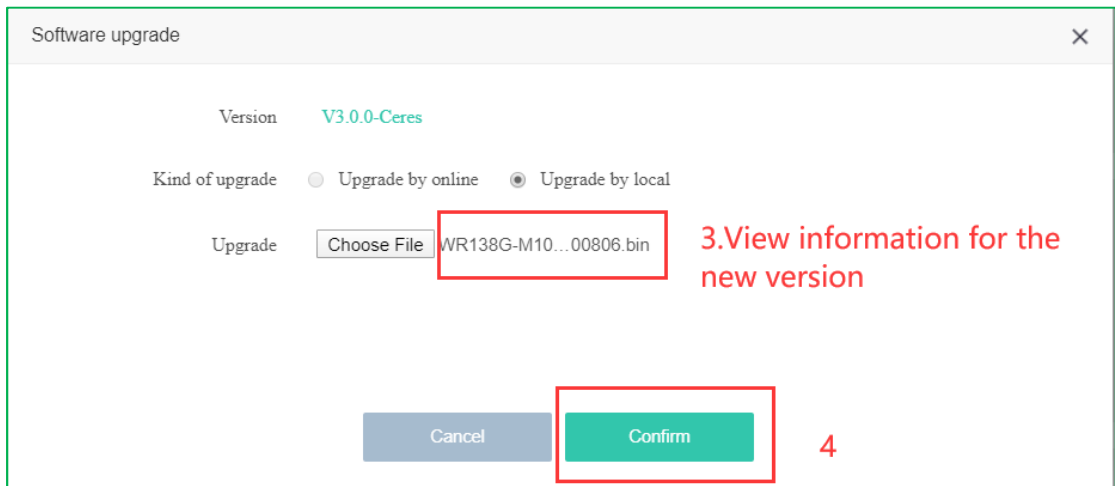 Software upgrade
Version V3.0.0-Ceres
Kind of upgrade Upgrade by online Upgrade by local
Upgrade Choose File WR138G-M10...00806.bin
3.View information for the
new version
Cancel Confirm
4